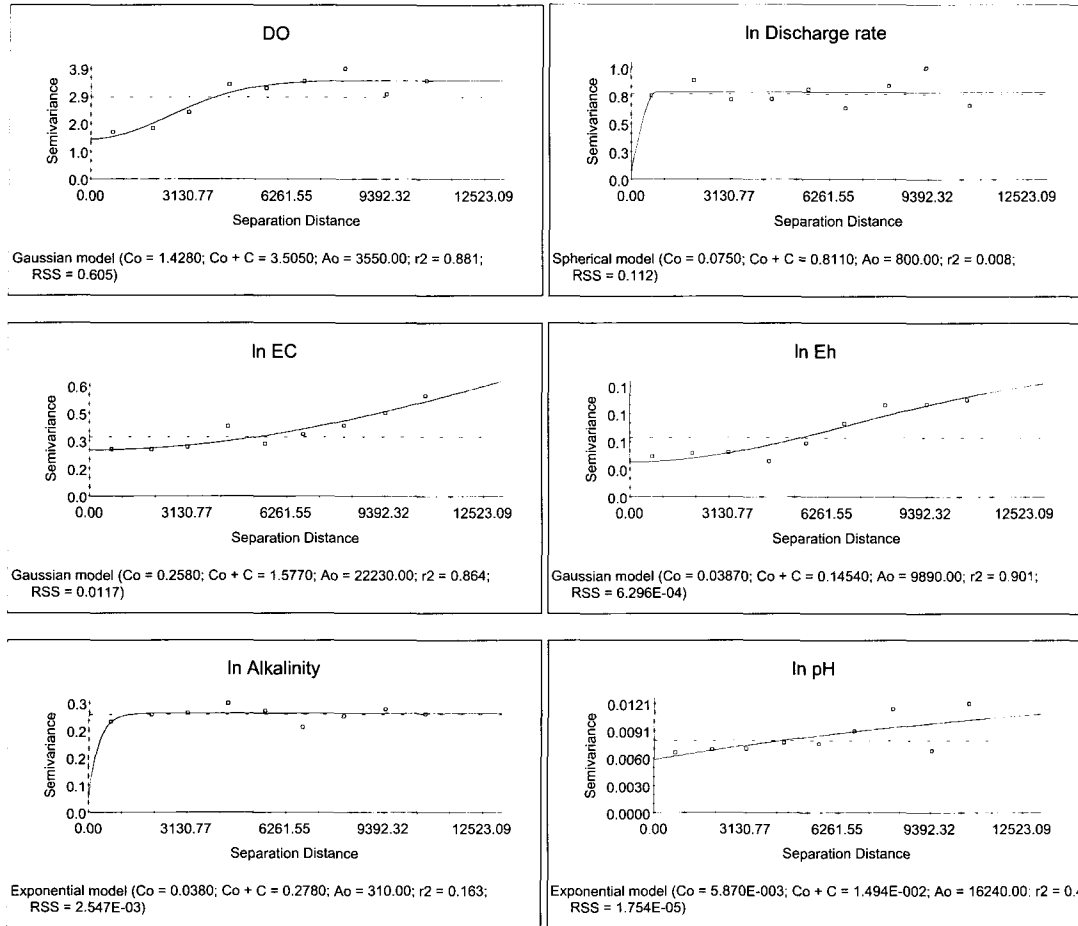 DO
3.9
2.9
2.0
1.0
0.0
Semivariance
0.00 3130.77 6261.55 9392.32 12523.09
Separation Distance
Gaussian model (Co = 1.4280; Co + C = 3.5050; Ao = 3550.00; r2 = 0.881;
RSS = 0.605)
ln Discharge rate
1.0
0.8
0.5
0.3
0.0
Semivariance
0.00 3130.77 6261.55 9392.32 12523.09
Separation Distance
Spherical model (Co = 0.0750; Co + C = 0.8110; Ao = 800.00; r2 = 0.008;
RSS = 0.112)
ln EC
0.6
0.5
0.3
0.2
0.0
Semivariance
0.00 3130.77 6261.55 9392.32 12523.09
Separation Distance
Gaussian model (Co = 0.2580; Co + C = 1.5770; Ao = 22230.00; r2 = 0.864;
RSS = 0.0117)
ln Eh
0.1
0.1
0.1
0.0
0.0
Semivariance
0.00 3130.77 6261.55 9392.32 12523.09
Separation Distance
Gaussian model (Co = 0.03870; Co + C = 0.14540; Ao = 9890.00; r2 = 0.901;
RSS = 6.296E-04)
ln Alkalinity
0.3
0.2
0.2
0.1
0.0
Semivariance
0.00 3130.77 6261.55 9392.32 12523.09
Separation Distance
Exponential model (Co = 0.0380; Co + C = 0.2780; Ao = 310.00; r2 = 0.163;
RSS = 2.547E-03)
ln pH
0.0121
0.0091
0.0060
0.0030
0.0000
Semivariance
0.00 3130.77 6261.55 9392.32 12523.09
Separation Distance
Exponential model (Co = 5.870E-003; Co + C = 1.494E-002; Ao = 16240.00; r2 =
RSS = 1.754E-05)